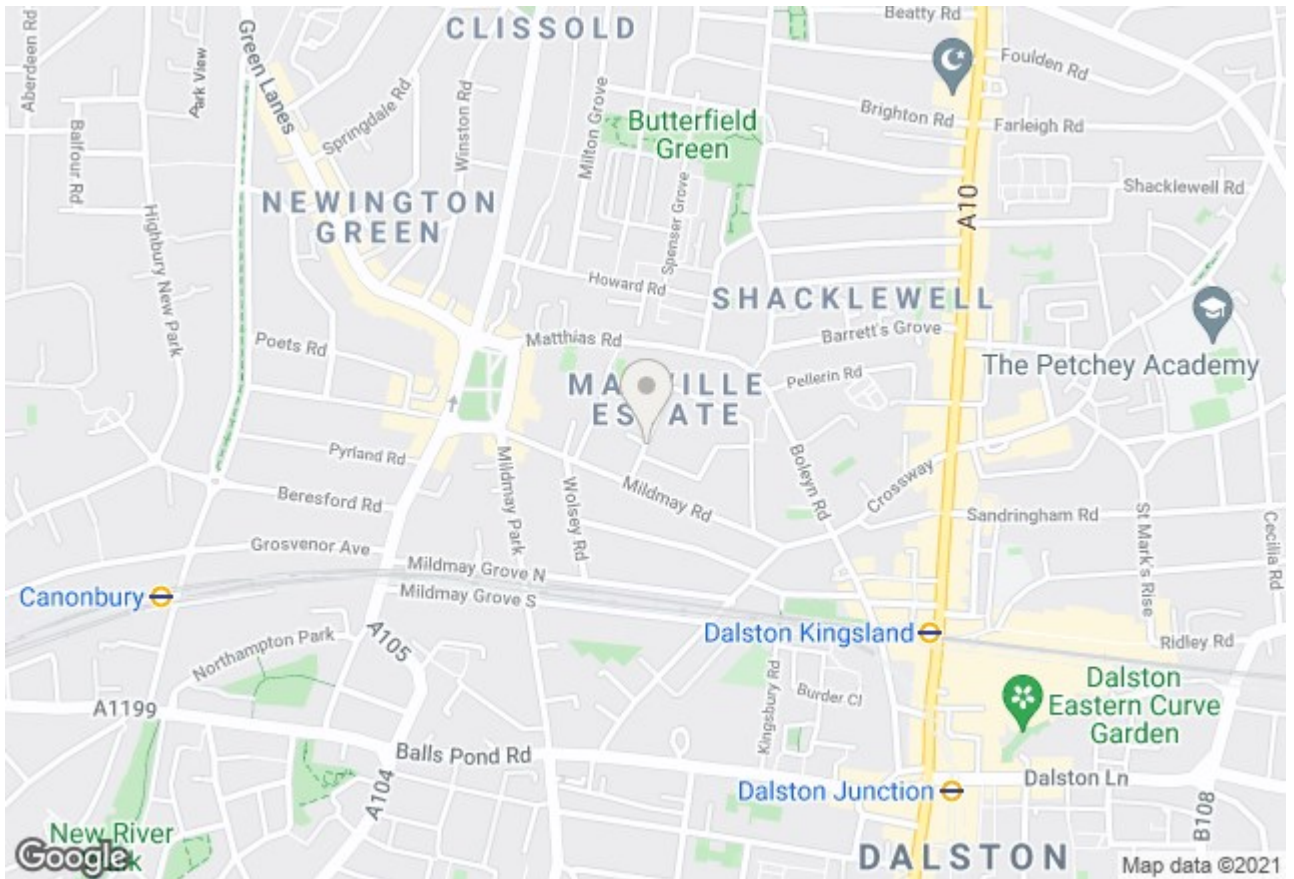 Beatty Rd
CLISSOLD
Aberdeen Rd
Park View
Green Lanes
Foulden Rd
Springdale Rd
Winston Rd
Milton Grove
Butterfield
Green
Brighton Rd
Farleigh Rd
Balfour Rd
Highbury New Park
NEWINGTON
GREEN
Spenser Grove
Shacklewell Rd
A10
Howard Rd
SHACKLEWELL
Barrett's Grove
Poets Rd
Matthias Rd
The Petchey Academy
Pellerin Rd
ESTATE
Pyrland Rd
Mildmay Park
Wolsey Rd
Mildmay Rd
Boleyn Rd
Crossway
Beresford Rd
Sandringham Rd
St Mark's Rise
Cecilia Rd
Grosvenor Ave
Mildmay Grove N
Mildmay Grove S
Canonbury
Dalston Kingsland
Ridley Rd
Northampton Park
A105
Kingsbury Rd
Burder Cl
Dalston
Eastern Curve
Garden
A1199
Balls Pond Rd
A104
Dalston Junction
Dalston Ln
B108
New River
Google
DALSTON
Map data ©2021